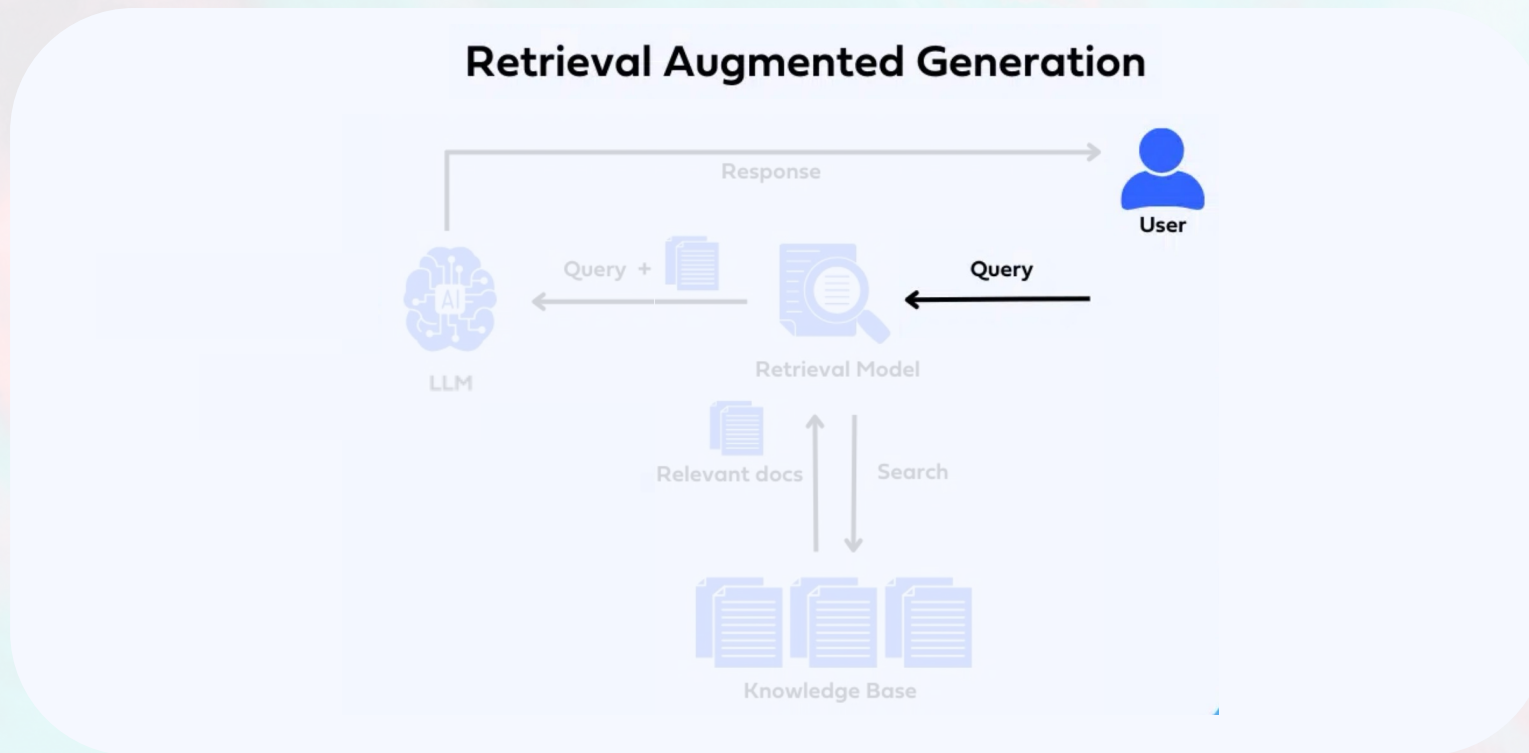 Retrieval Augmented Generation
Response
User
Query +
Query
AI
LLM
Retrieval Model
Relevant docs
Search
Knowledge Base